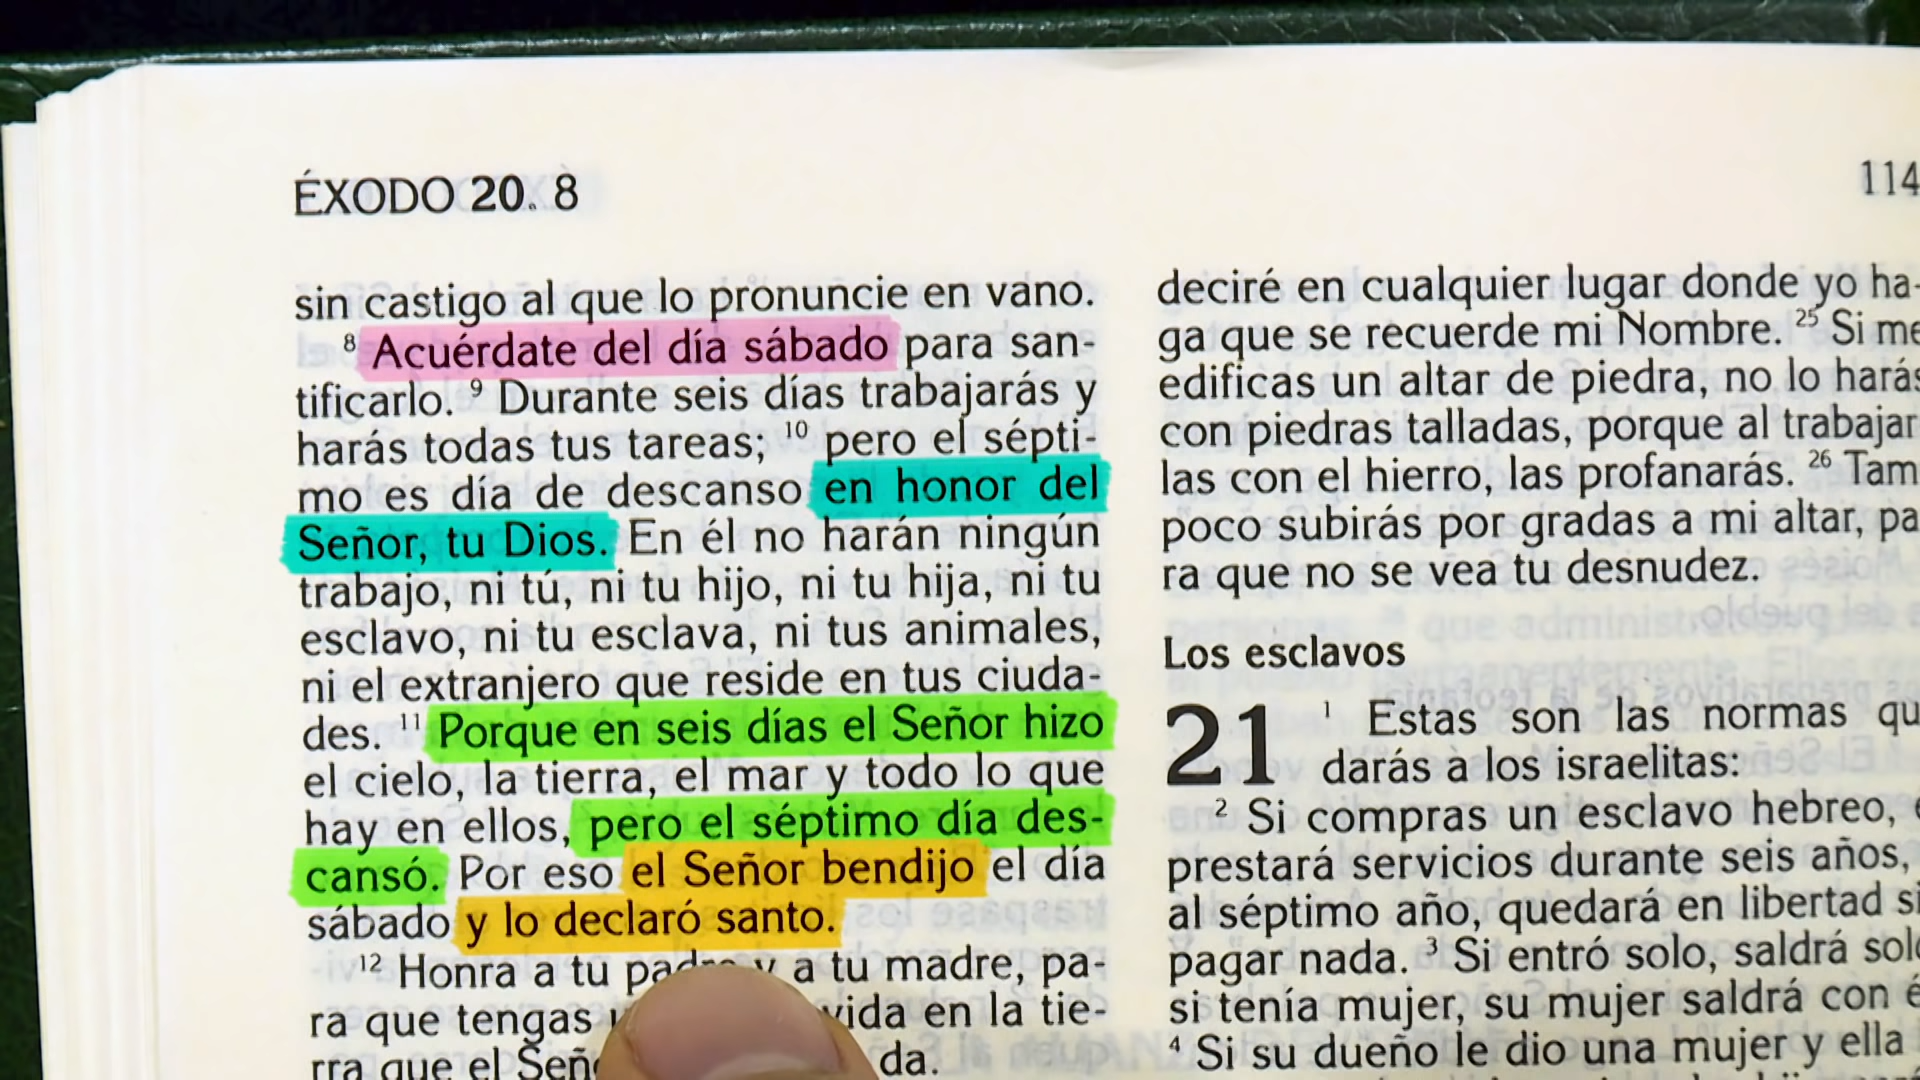 ÉXODO 20. 8
114
sin castigo al que lo pronuncie en vano.
8 Acuérdate del día sábado para san-
tificarlo. 9 Durante seis días trabajarás y
harás todas tus tareas; 10 pero el sépti-
mo es día de descanso en honor del
Señor, tu Dios. En él no harán ningún
trabajo, ni tú, ni tu hijo, ni tu hija, ni tu
esclavo, ni tu esclava, ni tus animales,
ni el extranjero que reside en tus ciuda-
des. 11 Porque en seis días el Señor hizo
el cielo, la tierra, el mar y todo lo que
hay en ellos, pero el séptimo día des-
cansó. Por eso el Señor bendijo el día
sábado y lo declaró santo.
12 Honra a tu padre y a tu madre, pa-
ra que tengas vida en la tie-
rra que el da.
deciré en cualquier lugar donde yo ha-
ga que se recuerde mi Nombre. 25 Si me
edificas un altar de piedra, no lo harás
con piedras talladas, porque al trabajar
las con el hierro, las profanarás. 26 Tam
poco subirás por gradas a mi altar, pa
ra que no se vea tu desnudez.
Los esclavos
21 1 Estas son las normas qu
darás a los israelitas:
2 Si compras un esclavo hebreo,
prestará servicios durante seis años,
al séptimo año, quedará en libertad si
pagar nada. 3 Si entró solo, saldrá solo
si tenía mujer, su mujer saldrá con é
4 Si su dueño le dio una mujer y ella